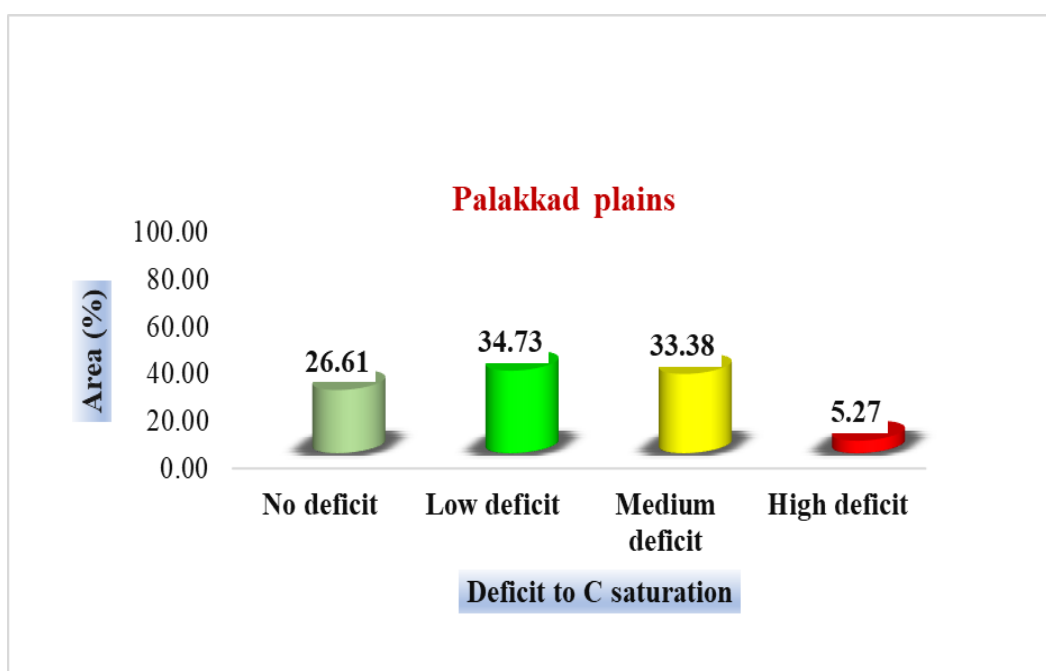 Palakkad plains
100.00
80.00
60.00
40.00
20.00
0.00
Area (%)
26.61
34.73
33.38
5.27
No deficit
Low deficit
Medium
deficit
High deficit
Deficit to C saturation